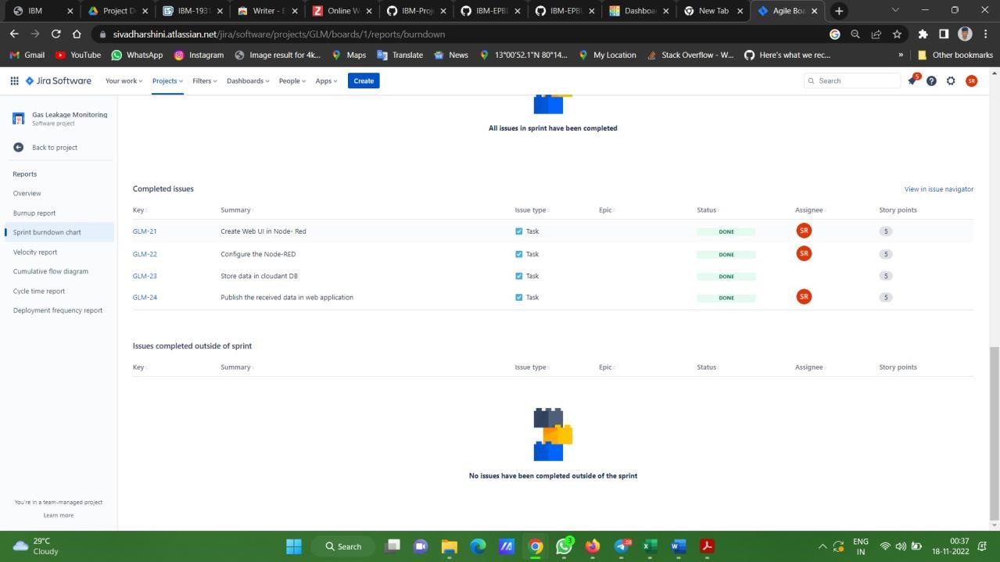 IBM
Project De
IBM-1931
Writer - E
Online W
IBM-Proj
IBM-EPBL
IBM-EPBL
Dashboar
New Tab
Agile Boa
sivadharshini.atlassian.net/jira/software/projects/GLM/boards/1/reports/burndown
Gmail YouTube WhatsApp Instagram Image result for 4k... Maps Translate News 13°00'52.1"N 80°14... My Location Stack Overflow - W... Here's what we rec... » Other bookmarks
Jira Software Your work Projects Filters Dashboards People Apps Create Search 5 SR
Gas Leakage Monitoring
Software project
Back to project
Reports
Overview
Burnup report
Sprint burndown chart
Velocity report
Cumulative flow diagram
Cycle time report
Deployment frequency report
You're in a team-managed project
Learn more
All issues in sprint have been completed
Completed issues View in issue navigator
Key Summary Issue type Epic Status Assignee Story points
GLM-21 Create Web UI in Node- Red Task DONE SR 5
GLM-22 Configure the Node-RED Task DONE SR 5
GLM-23 Store data in cloudant DB Task DONE 5
GLM-24 Publish the received data in web application Task DONE SR 5
Issues completed outside of sprint
Key Summary Issue type Epic Status Assignee Story points
No issues have been completed outside of the sprint
29°C
Cloudy
Search
3
ENG
IN
00:37
18-11-2022